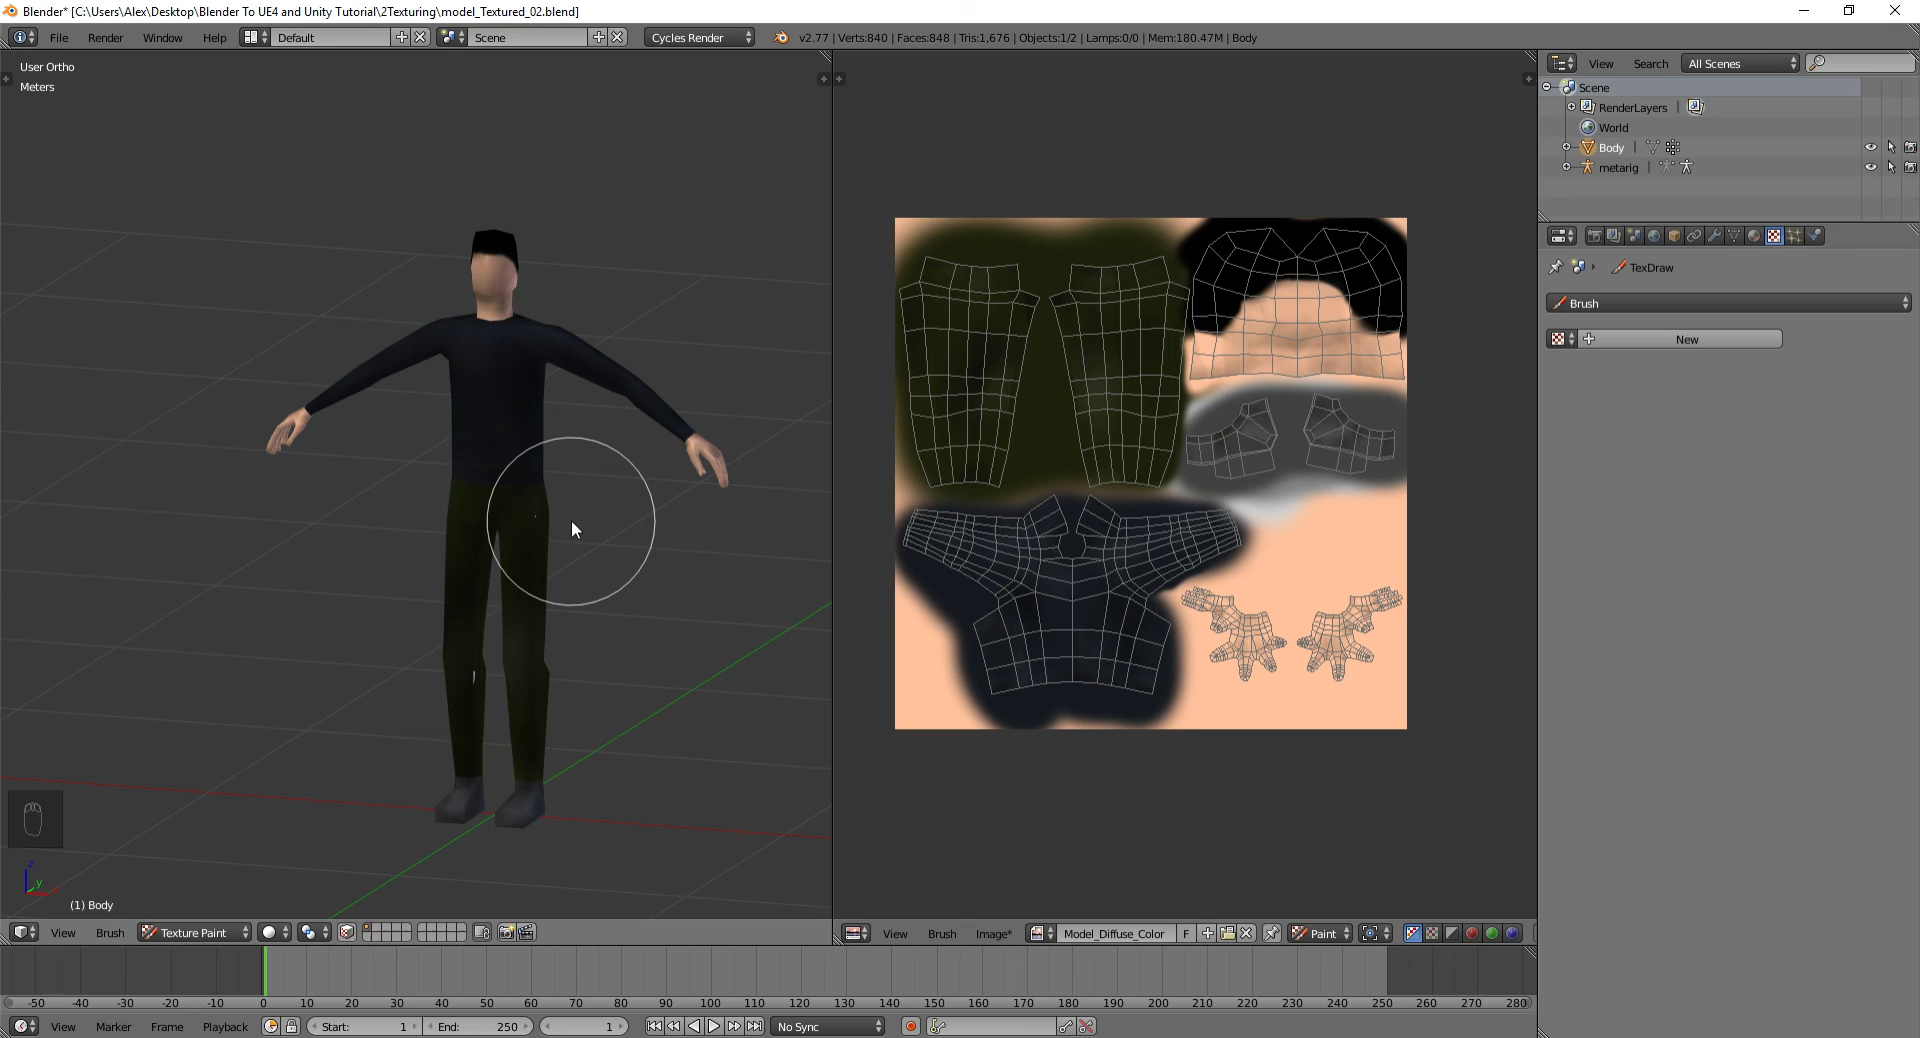 Blender* [C:\Users\Alex\Desktop\Blender To UE4 and Unity Tutorial\2Texturing\model_Textured_02.blend]
File Render Window Help Default Scene Cycles Render v2.77 | Verts:840 | Faces:848 | Tris:1,676 | Objects:1/2 | Lamps:0/0 | Mem:180.47M | Body
User Ortho
Meters
View Search All Scenes
Scene
RenderLayers |
World
Body |
metarig |
TexDraw
Brush
New
z
y
(1) Body
View Brush Texture Paint
View Brush Image* Model_Diffuse_Color F Paint
-50 -40 -30 -20 -10 0 10 20 30 40 50 60 70 80 90 100 110 120 130 140 150 160 170 180 190 200 210 220 230 240 250 260 270 280
View Marker Frame Playback Start: 1 End: 250 1 No Sync